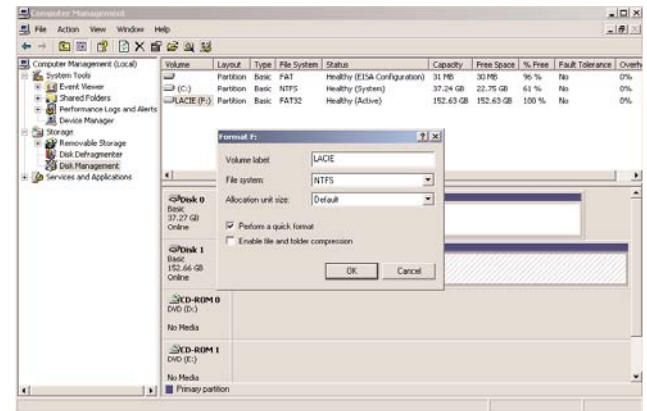 Computer Management
File Action View Window Help
Computer Management (Local)
System Tools
Event Viewer
Shared Folders
Performance Logs and Alerts
Device Manager
Storage
Removable Storage
Disk Defragmenter
Disk Management
Services and Applications
Volume Layout Type File System Status Capacity Free Space % Free Fault Tolerance Overh
Partition Basic FAT Healthy (EISA Configuration) 31 MB 30 MB 96 % No 0%
(C:) Partition Basic NTFS Healthy (System) 37.24 GB 22.75 GB 61 % No 0%
LACIE (F:) Partition Basic FAT32 Healthy (Active) 152.63 GB 152.63 GB 100 % No 0%
Format F:
Volume label: LACIE
File system: NTFS
Allocation unit size: Default
Perform a quick format
Enable file and folder compression
OK Cancel
Disk 0
Basic
37.27 GB
Online
Disk 1
Basic
152.66 GB
Online
CD-ROM 0
DVD (D:)
No Media
CD-ROM 1
DVD (E:)
No Media
Primary partition